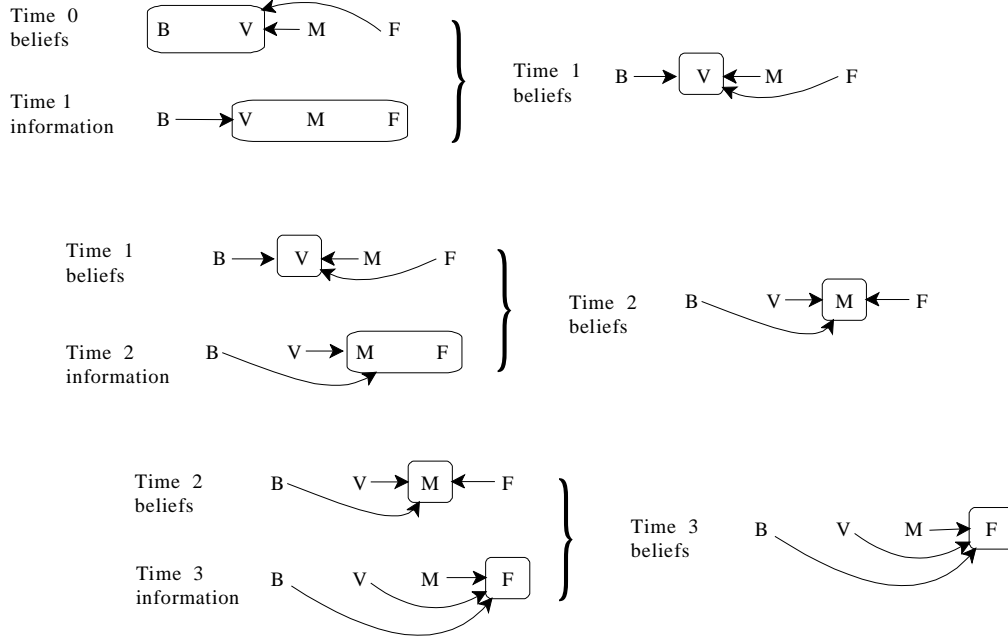 Time 0
beliefs
B V M F
Time 1
information
B V M F
Time 1
beliefs
B V M F
Time 1
beliefs
B V M F
Time 2
information
B V M F
Time 2
beliefs
B V M F
Time 2
beliefs
B V M F
Time 3
information
B V M F
Time 3
beliefs
B V M F